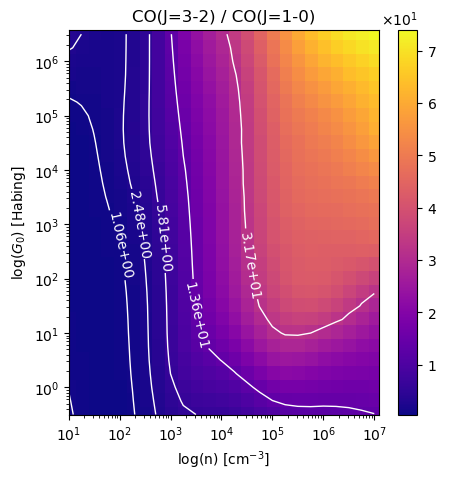 CO(J=3-2) / CO(J=1-0)
×10¹
log(G₀) [Habing]
10⁶
10⁵
10⁴
10³
10²
10¹
10⁰
1.06e+00
2.48e+00
5.81e+00
1.36e+01
3.17e+01
7
6
5
4
3
2
1
10¹
10²
10³
10⁴
10⁵
10⁶
10⁷
log(n) [cm⁻³]